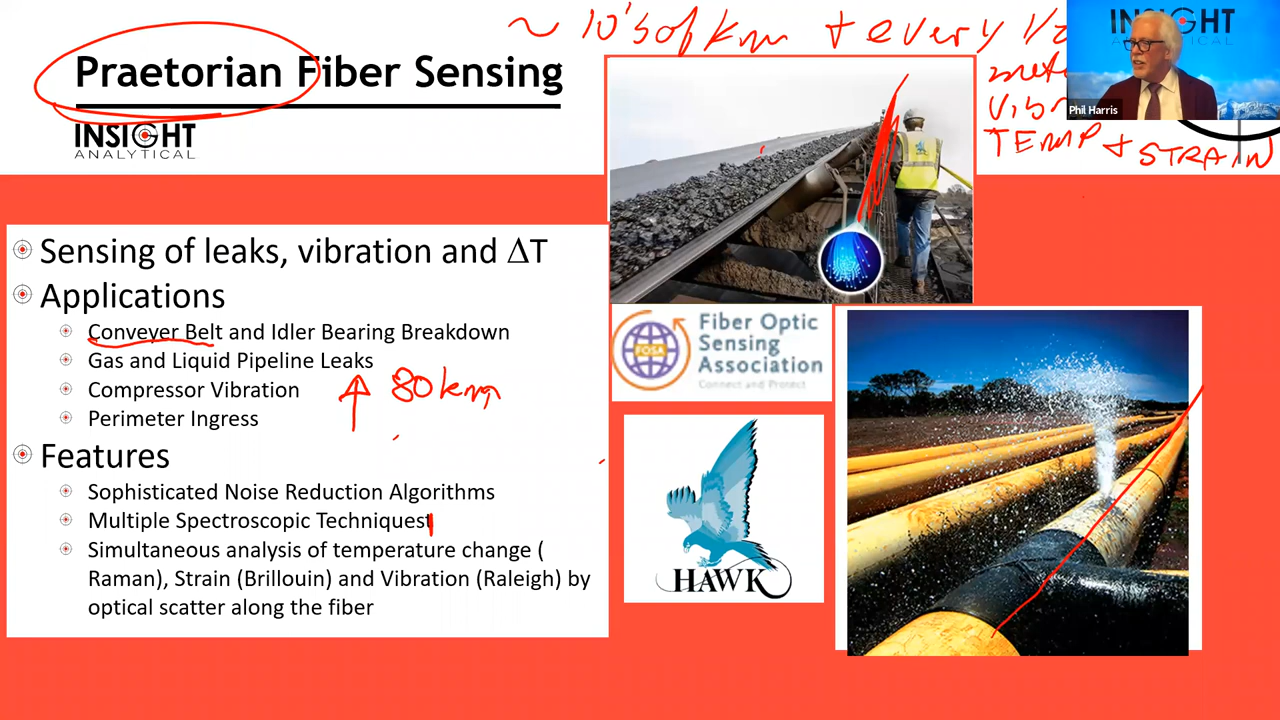 ~ 10's of km + every 1/2
Praetorian Fiber Sensing
INSIGHT
ANALYTICAL
TEMP + STRAIN
INSIGHT
ANALYTICAL
Phil Harris
Sensing of leaks, vibration and ΔT
Applications
Conveyer Belt and Idler Bearing Breakdown
Gas and Liquid Pipeline Leaks
Compressor Vibration
80 km
Perimeter Ingress
Features
Sophisticated Noise Reduction Algorithms
Multiple Spectroscopic Techniquest
Simultaneous analysis of temperature change (
Raman), Strain (Brillouin) and Vibration (Raleigh) by
optical scatter along the fiber
FOSA
Fiber Optic
Sensing
Association
Connect and Protect
HAWK